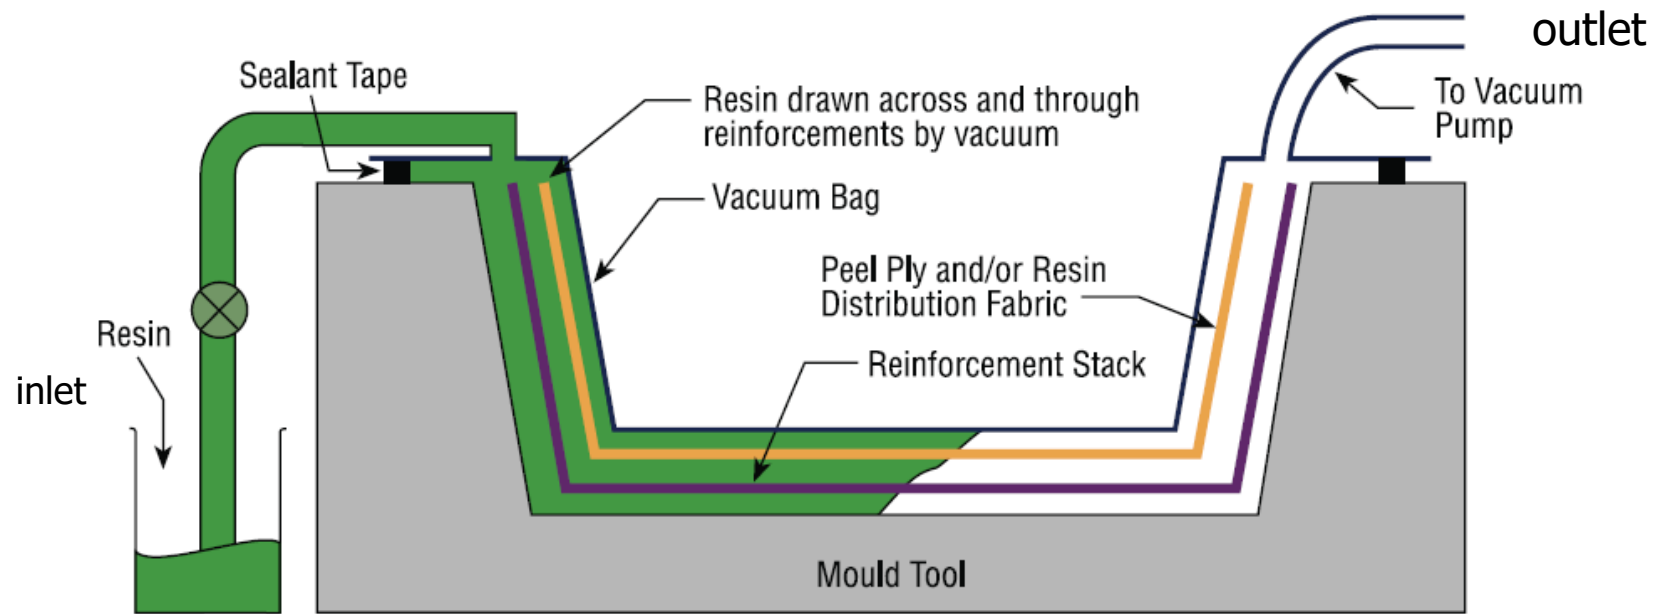 outlet
Sealant Tape
Resin drawn across and through
reinforcements by vacuum
To Vacuum
Pump
Vacuum Bag
Peel Ply and/or Resin
Distribution Fabric
Resin
Reinforcement Stack
inlet
Mould Tool